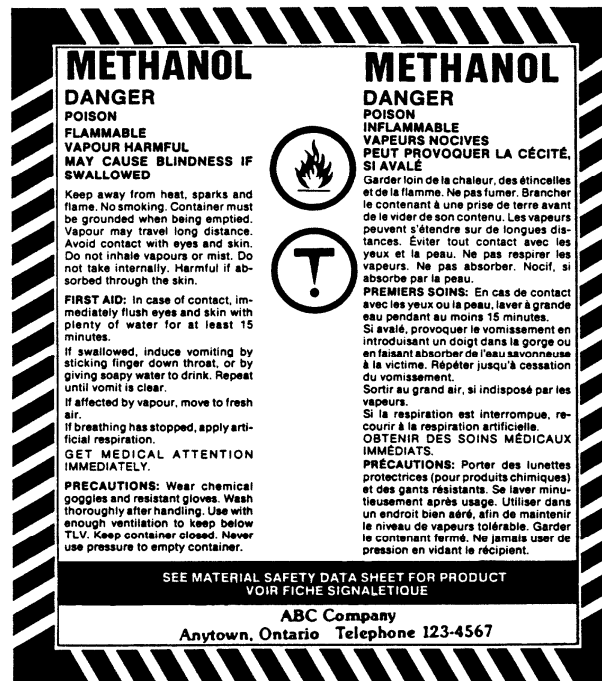 METHANOL
DANGER
POISON
FLAMMABLE
VAPOUR HARMFUL
MAY CAUSE BLINDNESS IF
SWALLOWED
Keep away from heat, sparks and
flame. No smoking. Container must
be grounded when being emptied.
Vapour may travel long distance.
Avoid contact with eyes and skin.
Do not inhale vapours or mist. Do
not take internally. Harmful if ab-
sorbed through the skin.
FIRST AID: In case of contact, im-
mediately flush eyes and skin with
plenty of water for at least 15
minutes.
If swallowed, induce vomiting by
sticking finger down throat, or by
giving soapy water to drink. Repeat
until vomit is clear.
If affected by vapour, move to fresh
air.
If breathing has stopped, apply arti-
ficial respiration.
GET MEDICAL ATTENTION
IMMEDIATELY.
PRECAUTIONS: Wear chemical
goggles and resistant gloves. Wash
thoroughly after handling. Use with
enough ventilation to keep below
TLV. Keep container closed. Never
use pressure to empty container.
METHANOL
DANGER
POISON
INFLAMMABLE
VAPEURS NOCIVES
PEUT PROVOQUER LA CÉCITÉ,
SI AVALÉ
Garder loin de la chaleur, des étincelles
et de la flamme. Ne pas fumer. Brancher
le contenant à une prise de terre avant
de le vider de son contenu. Les vapeurs
peuvent s'étendre sur de longues dis-
tances. Éviter tout contact avec les
yeux et la peau. Ne pas respirer les
vapeurs. Ne pas absorber. Nocif, si
absorbe par la peau.
PREMIERS SOINS: En cas de contact
avec les yeux ou la peau, laver à grande
eau pendant au moins 15 minutes.
Si avalé, provoquer le vomissement en
introduisant un doigt dans la gorge ou
en faisant absorber de l'eau savonneuse
à la victime. Répéter jusqu'à cessation
du vomissement.
Sortir au grand air, si indisposé par les
vapeurs.
Si la respiration est interrompue, re-
courir à la respiration artificielle.
OBTENIR DES SOINS MÉDICAUX
IMMÉDIATS.
PRÉCAUTIONS: Porter des lunettes
protectrices (pour produits chimiques)
et des gants résistants. Se laver minu-
tieusement après usage. Utiliser dans
un endroit bien aéré, afin de maintenir
le niveau de vapeurs tolérable. Garder
le contenant fermé. Ne jamais user de
pression en vidant le récipient.
SEE MATERIAL SAFETY DATA SHEET FOR PRODUCT
VOIR FICHE SIGNALETIQUE
ABC Company
Anytown, Ontario Telephone 123-4567